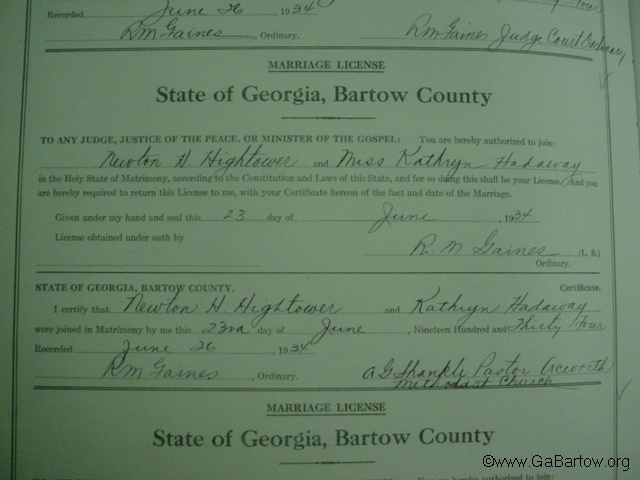 Recorded June 26, 1934
RM Gaines, Ordinary. RM Gaines Judge Court Ordinary
MARRIAGE LICENSE
State of Georgia, Bartow County
TO ANY JUDGE, JUSTICE OF THE PEACE, OR MINISTER OF THE GOSPEL: You are hereby authorized to join:
Newton H Hightower and Miss Kathryn Hadaway
in the Holy State of Matrimony, according to the Constitution and Laws of this State, and for so doing this shall be your License. And you
are hereby required to return this License to me, with your Certificate hereon of the fact and date of the Marriage.
Given under my hand and seal this 23 day of June, 1934
License obtained under oath by
R. M Gaines (L. S.)
Ordinary.
STATE OF GEORGIA, BARTOW COUNTY. Certificate.
I certify that Newton H. Hightower and Kathryn Hadaway
were joined in Matrimony by me this 23rd day of June, Nineteen Hundred and Thirty Four
Recorded June 26, 1934
RM Gaines, Ordinary. A G Shankle Pastor Acworth
Methodist Church
MARRIAGE LICENSE
State of Georgia, Bartow County
©www.GaBartow.org